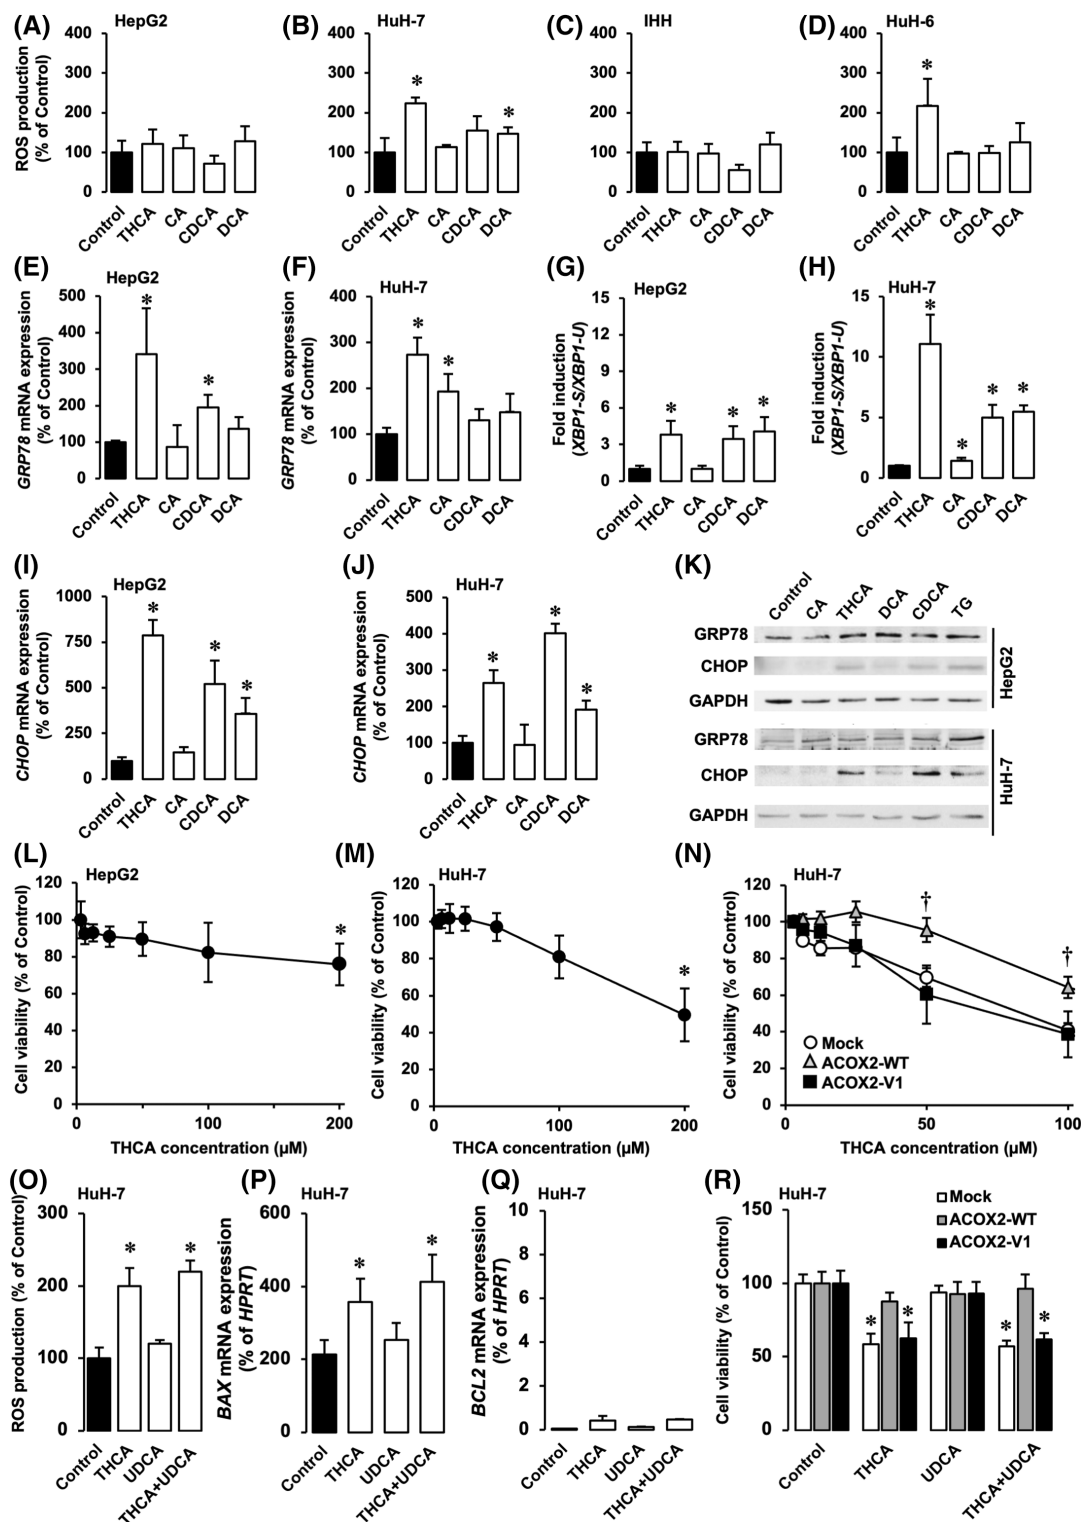 (A) HepG2
ROS production
(% of Control)
400
300
200
100
0
Control
THCA
CA
CDCA
DCA
(B) HuH-7
400
300
200
100
0
*
*
Control
THCA
CA
CDCA
DCA
(C) IHH
400
300
200
100
0
Control
THCA
CA
CDCA
DCA
(D) HuH-6
400
300
200
100
0
*
Control
THCA
CA
CDCA
DCA
(E) HepG2
GRP78 mRNA expression
(% of Control)
500
400
300
200
100
0
*
*
Control
THCA
CA
CDCA
DCA
(F) HuH-7
GRP78 mRNA expression
(% of Control)
400
300
200
100
0
*
*
Control
THCA
CA
CDCA
DCA
(G) HepG2
Fold induction
(XBP1-S/XBP1-U)
15
12
9
6
3
0
*
*
*
Control
THCA
CA
CDCA
DCA
(H) HuH-7
Fold induction
(XBP1-S/XBP1-U)
15
10
5
0
*
*
*
*
Control
THCA
CA
CDCA
DCA
(I) HepG2
CHOP mRNA expression
(% of Control)
1000
750
500
250
0
*
*
*
Control
THCA
CA
CDCA
DCA
(J) HuH-7
CHOP mRNA expression
(% of Control)
500
400
300
200
100
0
*
*
*
Control
THCA
CA
CDCA
DCA
(K)
Control
CA
THCA
DCA
CDCA
TG
GRP78
CHOP
GAPDH
HepG2
GRP78
CHOP
GAPDH
HuH-7
(L) HepG2
Cell viability (% of Control)
120
100
80
60
40
20
0
*
0 100 200
THCA concentration (µM)
(M) HuH-7
Cell viability (% of Control)
120
100
80
60
40
20
0
*
0 100 200
THCA concentration (µM)
(N) HuH-7
Cell viability (% of Control)
120
100
80
60
40
20
0
†
†
Mock
ACOX2-WT
ACOX2-V1
0 50 100
THCA concentration (µM)
(O) HuH-7
ROS production (% of Control)
300
200
100
0
*
*
Control
THCA
UDCA
THCA+UDCA
(P) HuH-7
BAX mRNA expression
(% of HPRT)
600
400
200
0
*
*
Control
THCA
UDCA
THCA+UDCA
(Q) HuH-7
BCL2 mRNA expression
(% of HPRT)
10
8
6
4
2
0
Control
THCA
UDCA
THCA+UDCA
(R) HuH-7
Cell viability (% of Control)
150
100
50
0
Mock
ACOX2-WT
ACOX2-V1
*
*
*
*
Control
THCA
UDCA
THCA+UDCA